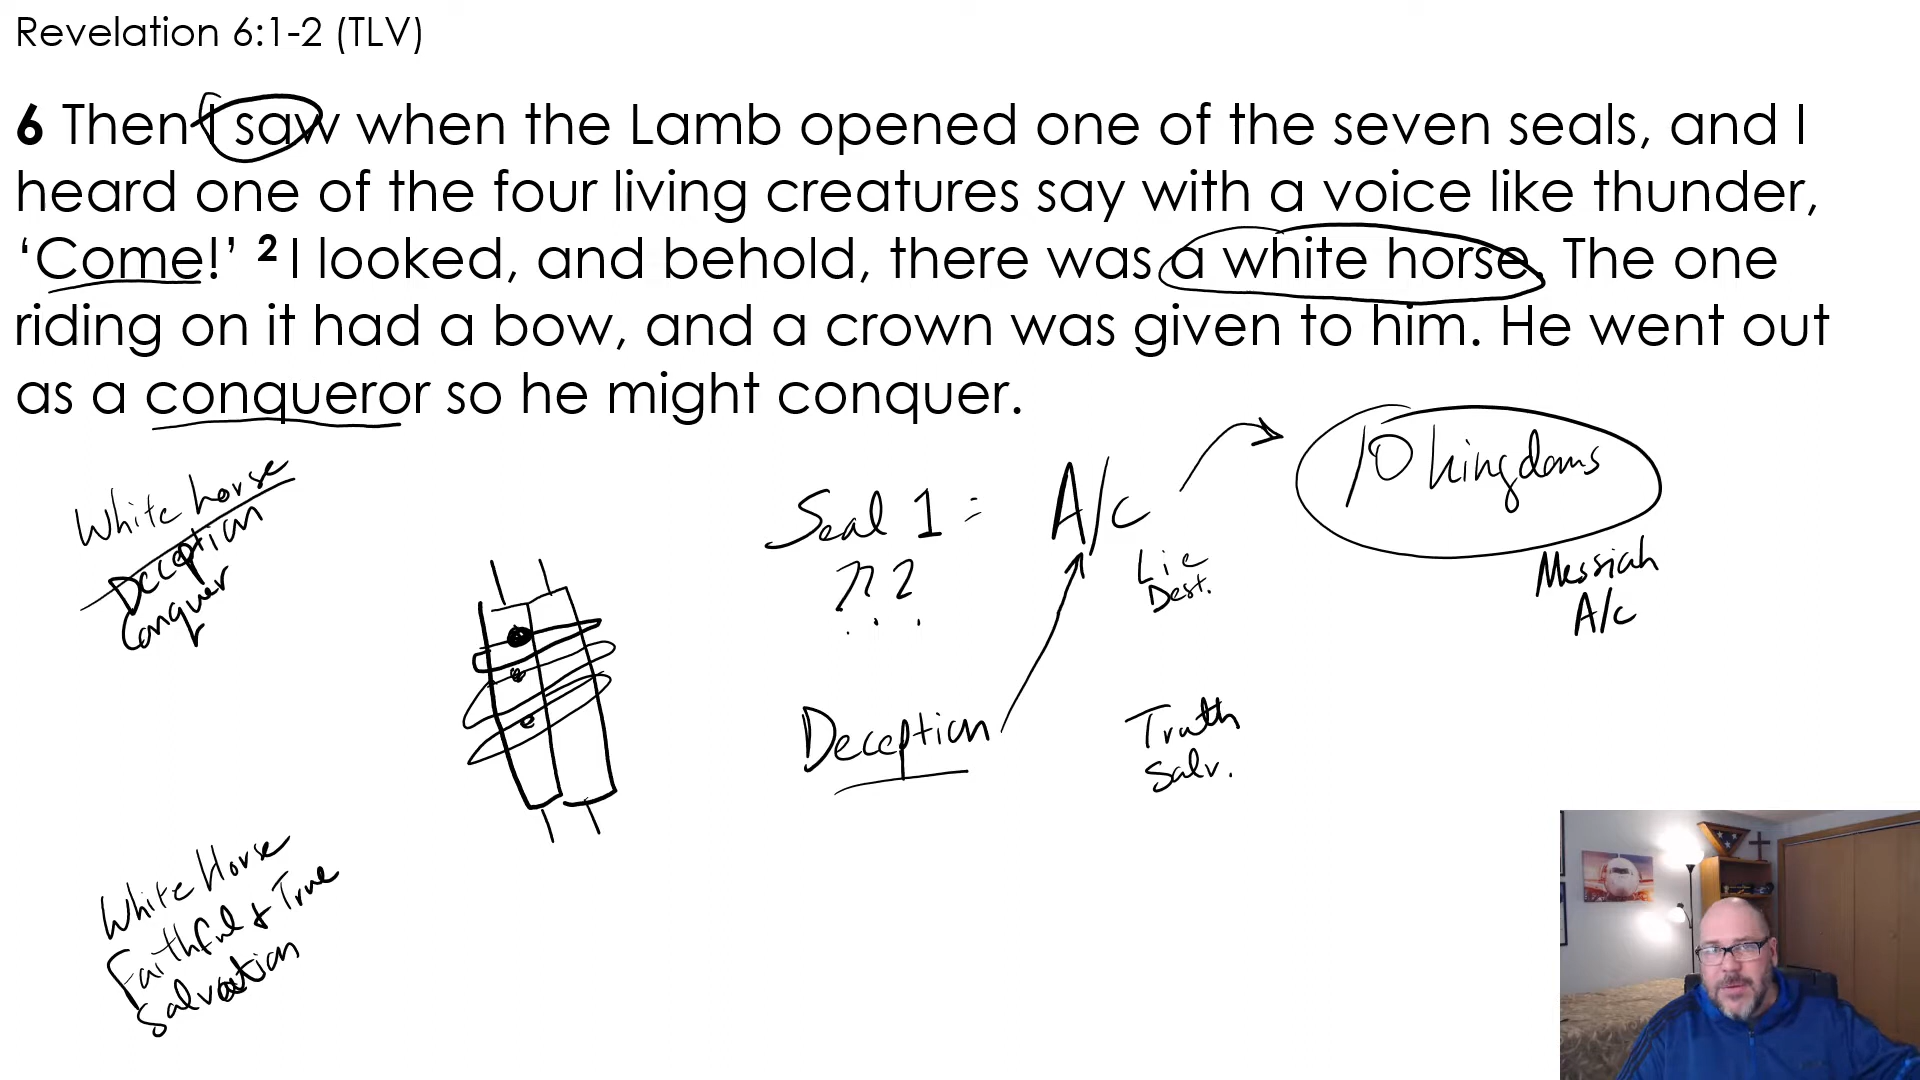 Revelation 6:1-2 (TLV)
6 Then I saw when the Lamb opened one of the seven seals, and I
heard one of the four living creatures say with a voice like thunder,
‘Come!’ 2 I looked, and behold, there was a white horse. The one
riding on it had a bow, and a crown was given to him. He went out
as a conqueror so he might conquer.
White horse
Deception
Conquer
Seal 1 = A/c
???
...
Lie
Dest.
10 kingdoms
Messiah
A/c
Deception
Truth
Salv.
White Horse
Faithful & True
Salvation